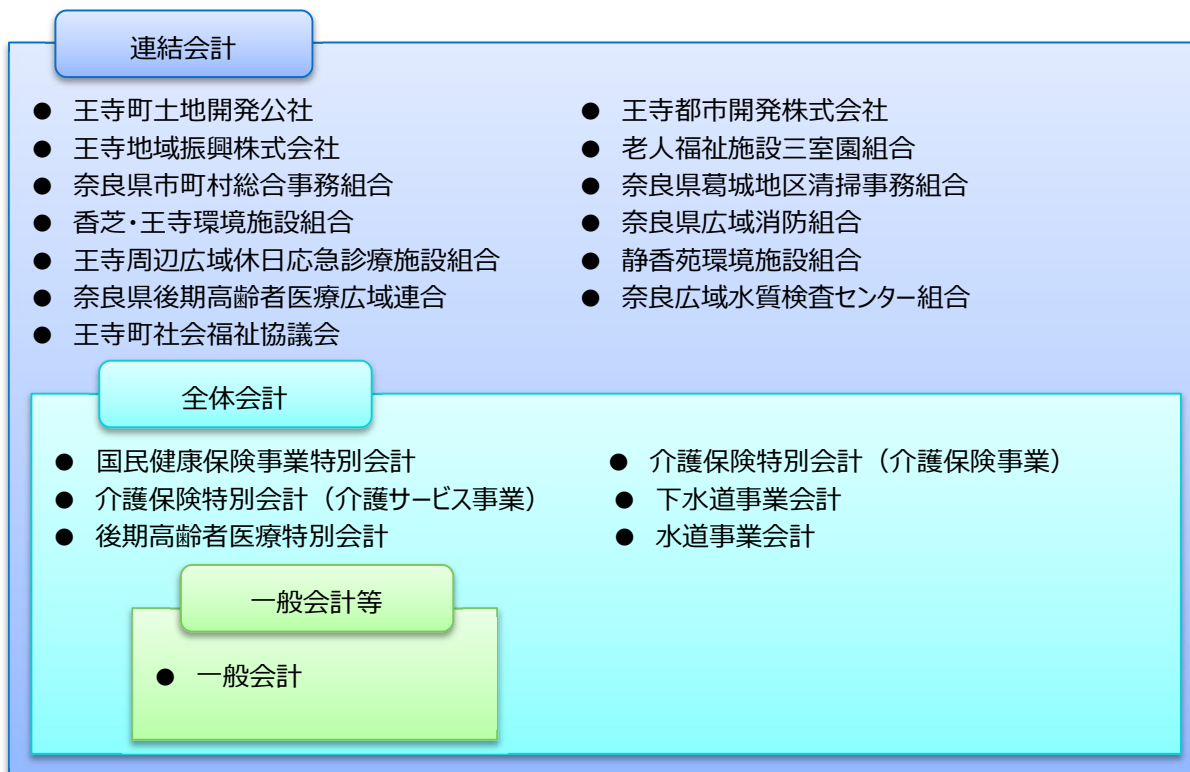 連結会計
● 王寺町土地開発公社
● 王寺都市開発株式会社
● 王寺地域振興株式会社
● 老人福祉施設三室園組合
● 奈良県市町村総合事務組合
● 奈良県葛城地区清掃事務組合
● 香芝・王寺環境施設組合
● 奈良県広域消防組合
● 王寺周辺広域休日応急診療施設組合
● 静香苑環境施設組合
● 奈良県後期高齢者医療広域連合
● 奈良広域水質検査センター組合
● 王寺町社会福祉協議会
全体会計
● 国民健康保険事業特別会計
● 介護保険特別会計（介護保険事業）
● 介護保険特別会計（介護サービス事業）
● 下水道事業会計
● 後期高齢者医療特別会計
● 水道事業会計
一般会計等
● 一般会計